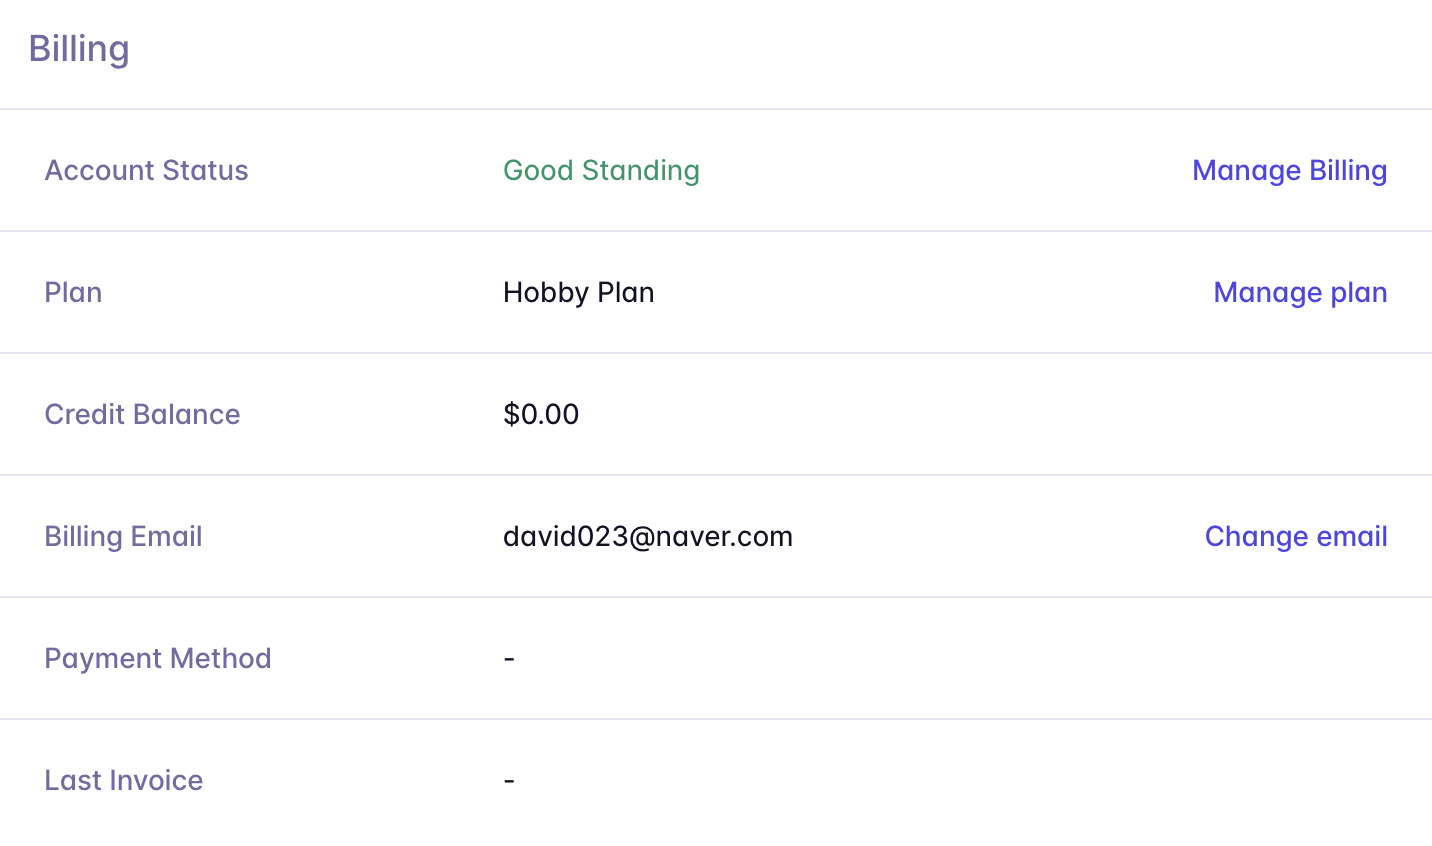 Billing
Account Status Good Standing Manage Billing
Plan Hobby Plan Manage plan
Credit Balance $0.00
Billing Email david023@naver.com Change email
Payment Method -
Last Invoice -